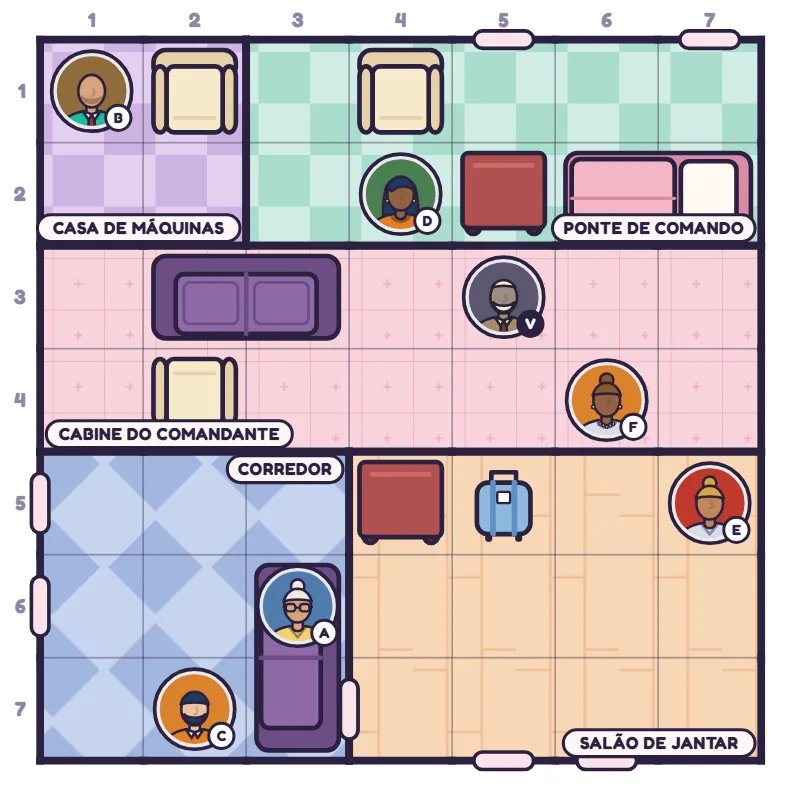 1 2 3 4 5 6 7
1
B
2
D
CASA DE MÁQUINAS
PONTE DE COMANDO
3
V
4
F
CABINE DO COMANDANTE
CORREDOR
5
E
6
A
7
C
SALÃO DE JANTAR